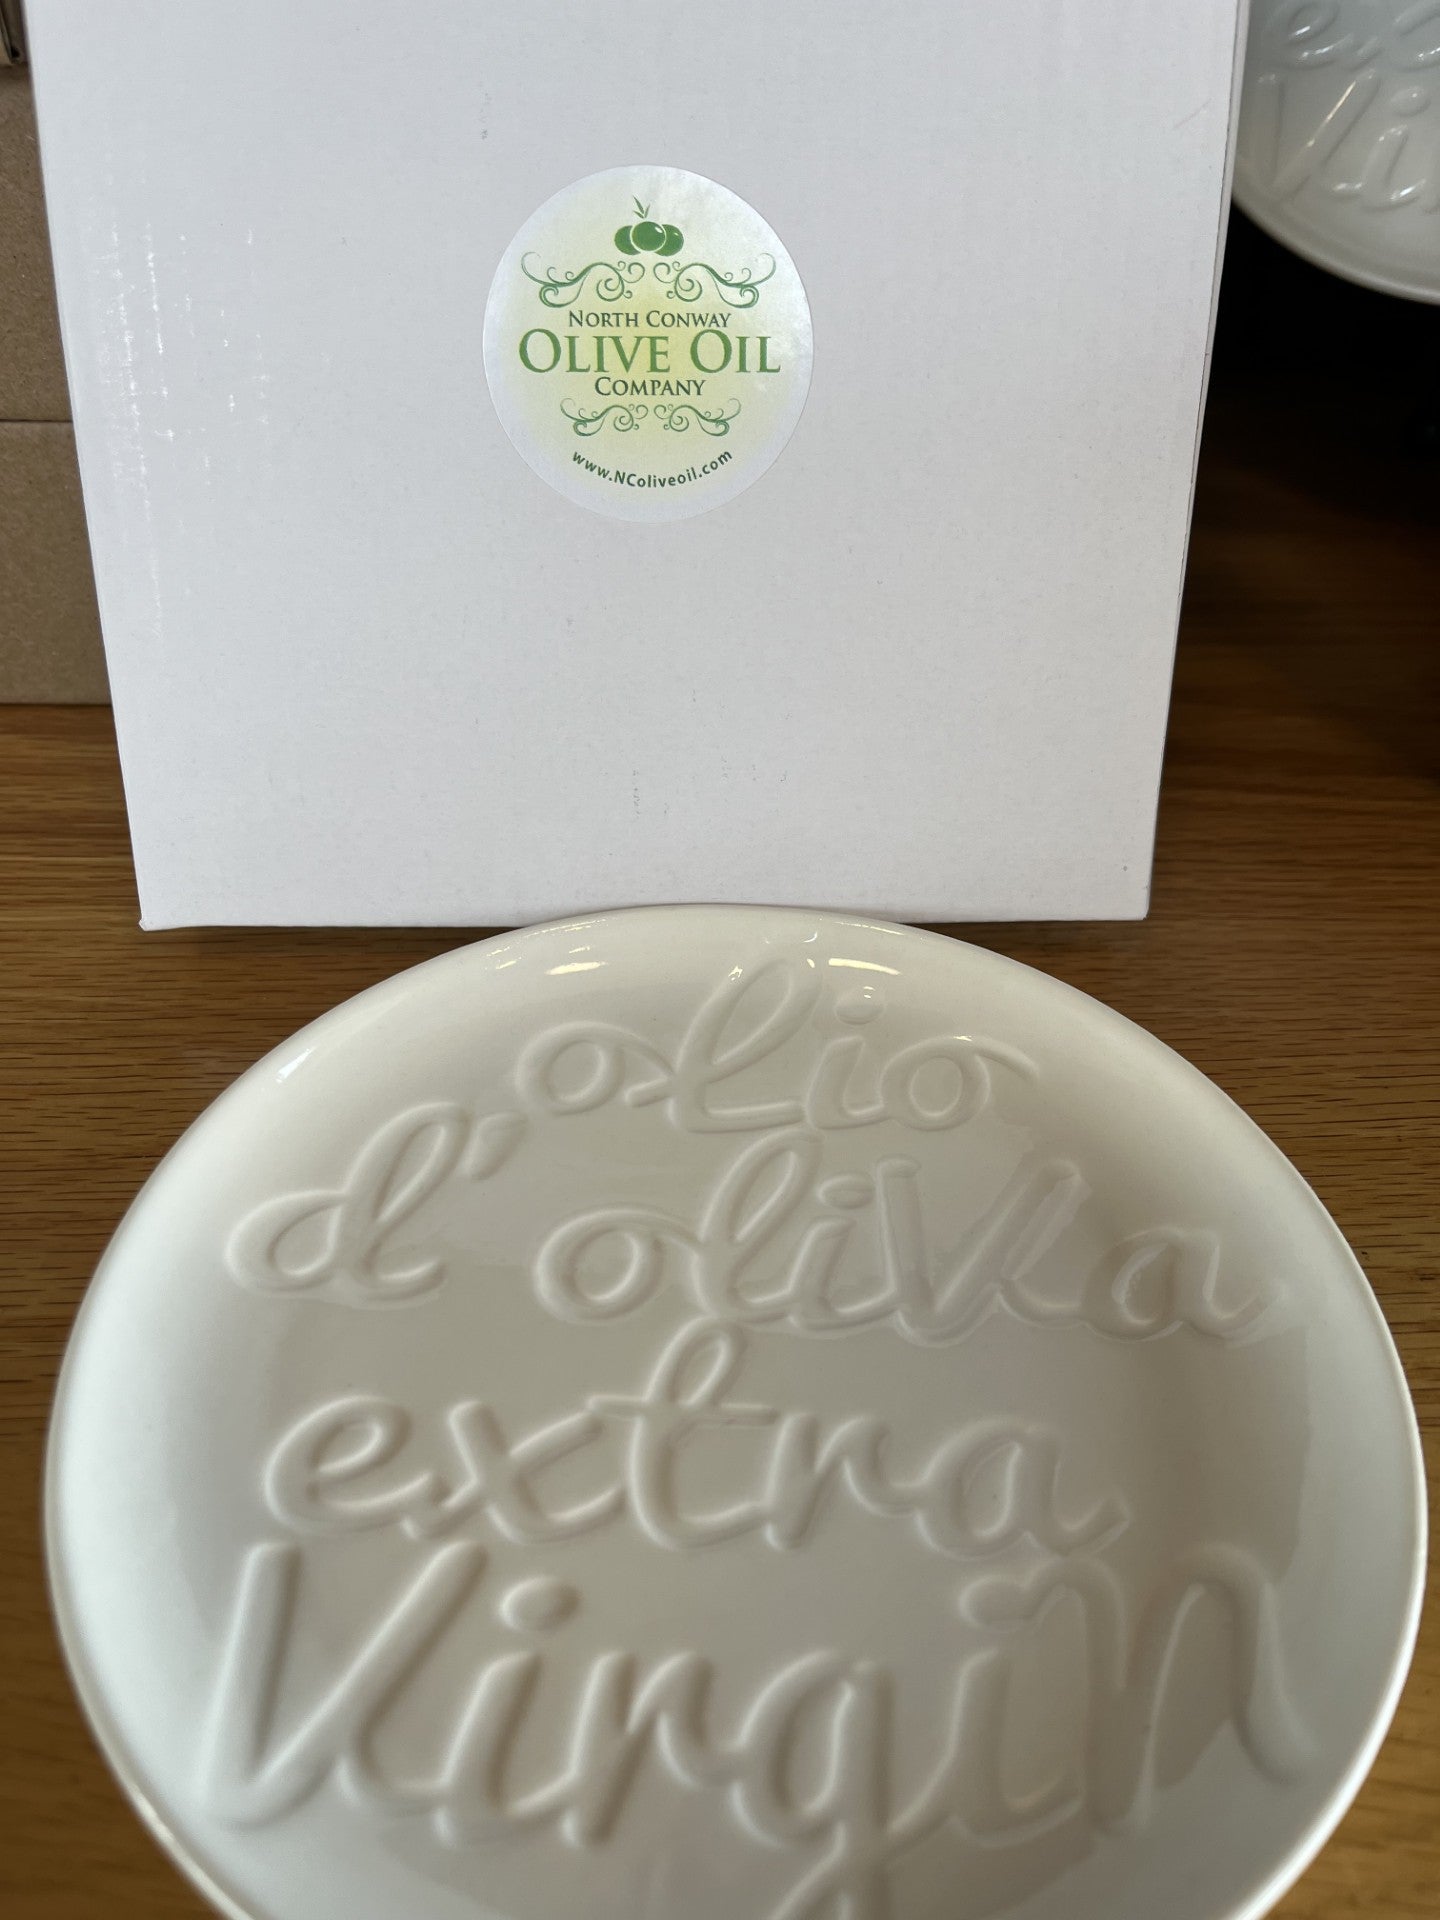 North Conway
Olive Oil
Company
www.NColiveoil.com
olio
d'oliva
extra
Virgin